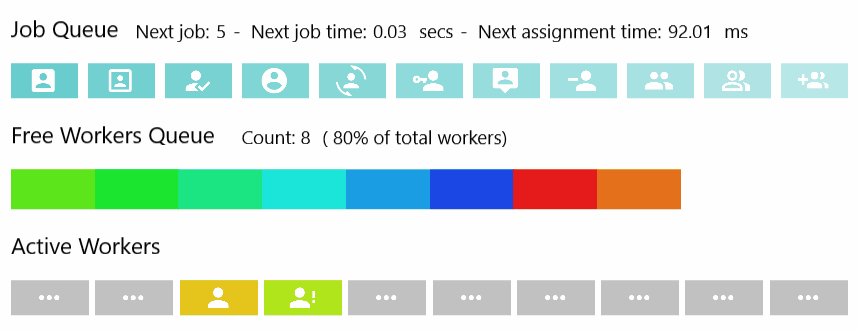 Job Queue Next job: 5 - Next job time: 0.03 secs - Next assignment time: 92.01 ms
Free Workers Queue Count: 8 ( 80% of total workers)
Active Workers